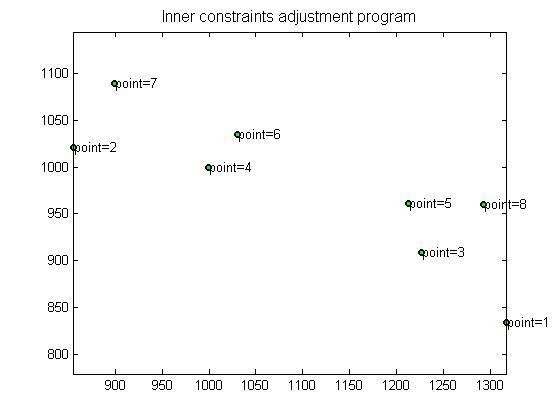 Inner constraints adjustment program
1100
point=7
1050
point=6
point=2
1000
point=4
950
point=5
point=8
900
point=3
850
point=1
800
900 950 1000 1050 1100 1150 1200 1250 1300